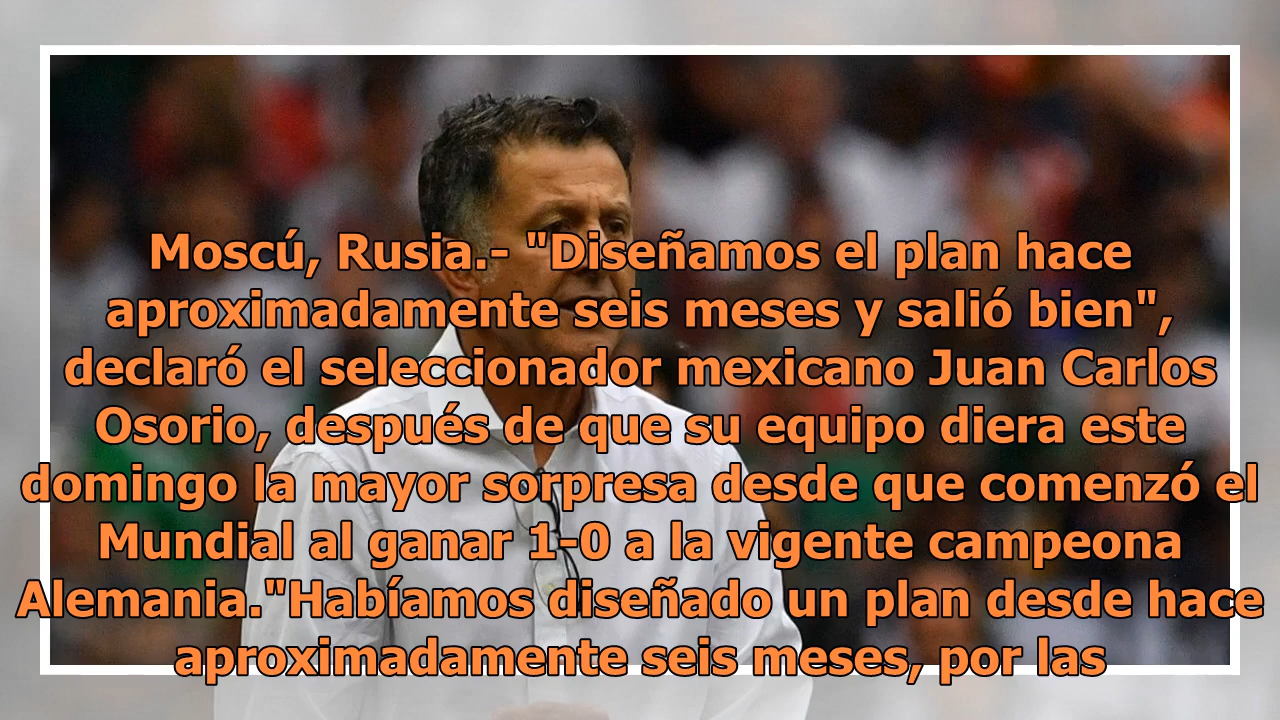 Moscú, Rusia.- "Diseñamos el plan hace
aproximadamente seis meses y salió bien",
declaró el seleccionador mexicano Juan Carlos
Osorio, después de que su equipo diera este
domingo la mayor sorpresa desde que comenzó el
Mundial al ganar 1-0 a la vigente campeona
Alemania."Habíamos diseñado un plan desde hace
aproximadamente seis meses, por las